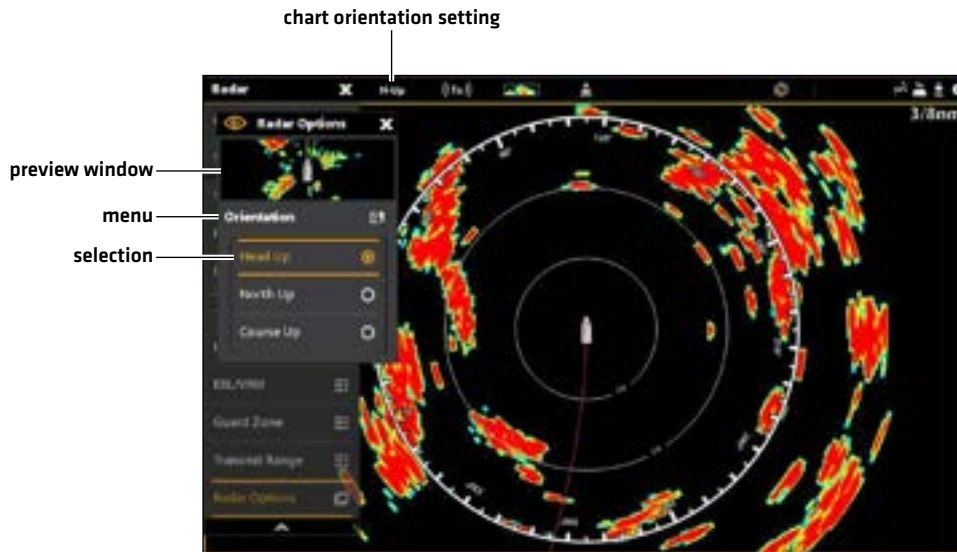 chart orientation setting
Radar
H-Up
3/8nm
Radar Options
preview window
menu
Orientation
selection
Head Up
North Up
Course Up
EBL/VRM
Guard Zone
Transmit Range
Radar Options